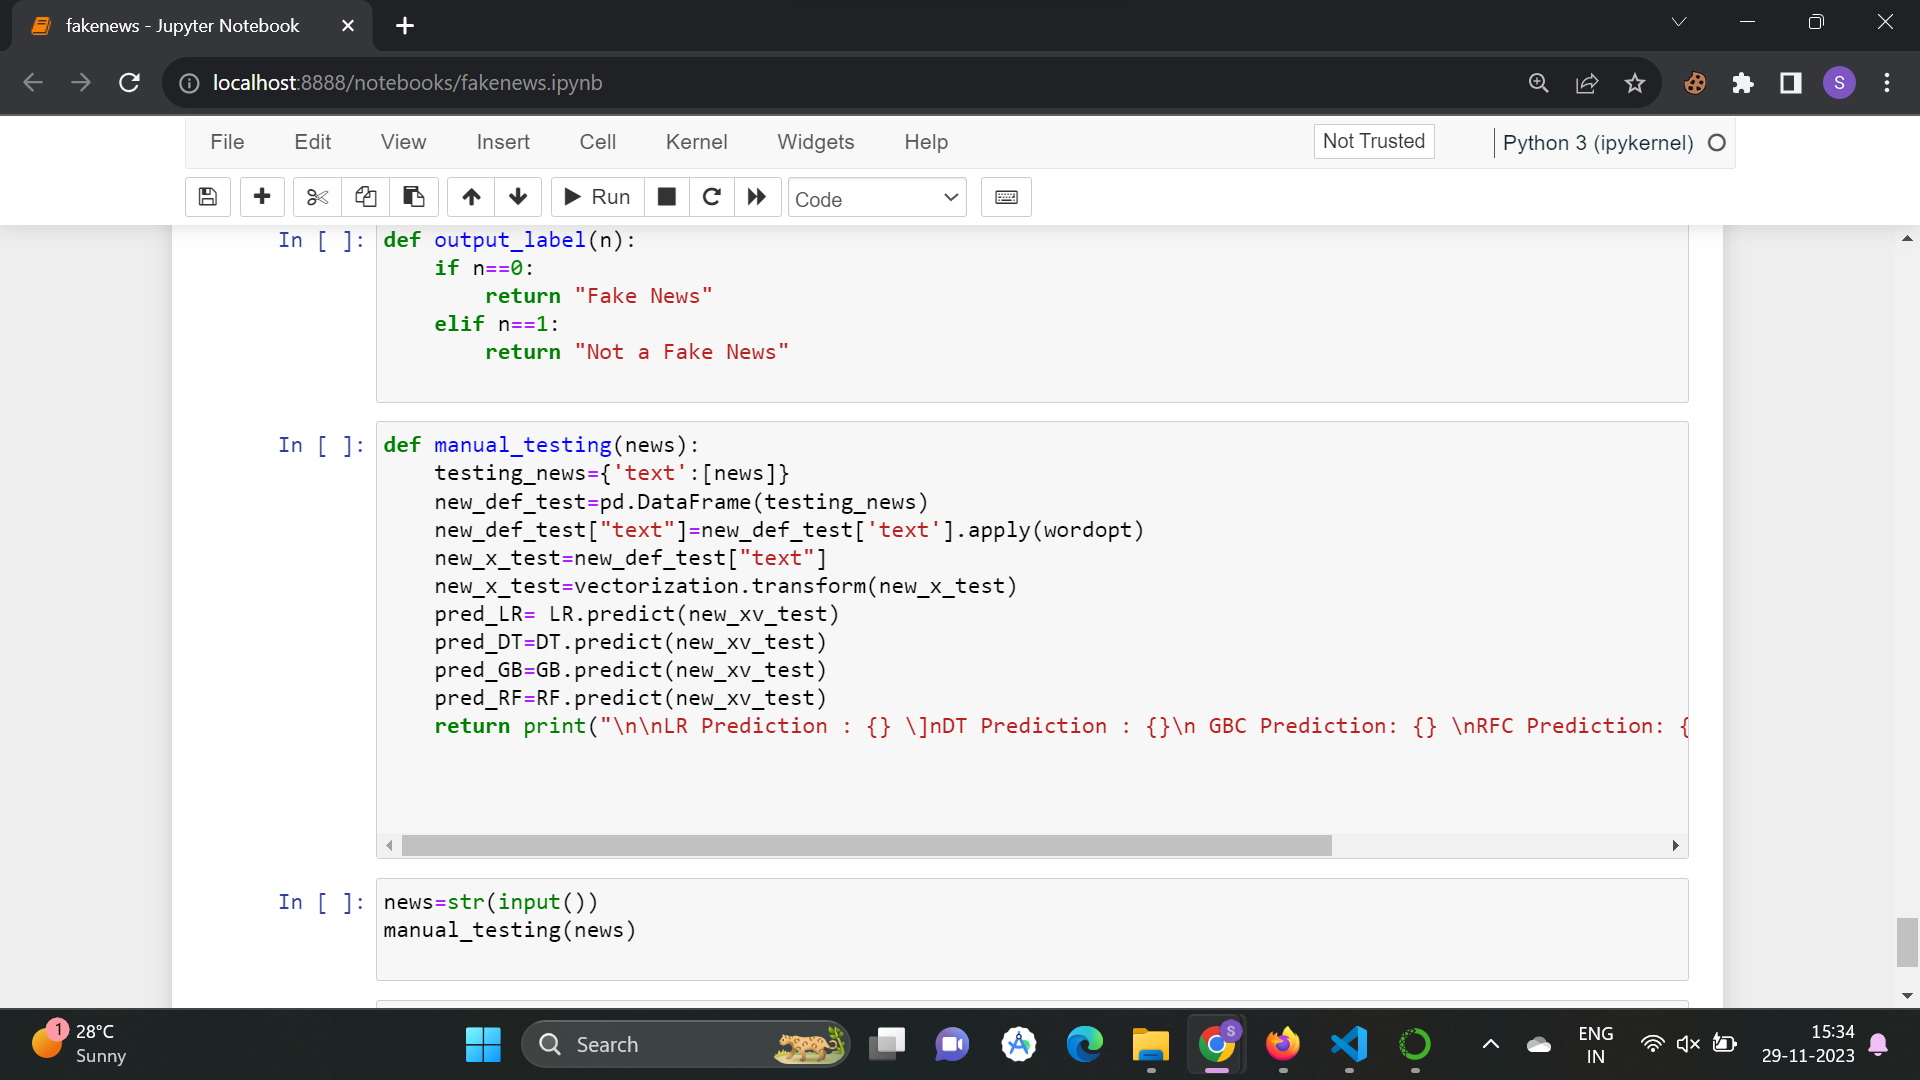 fakenews - Jupyter Notebook
localhost:8888/notebooks/fakenews.ipynb
S
File Edit View Insert Cell Kernel Widgets Help Not Trusted Python 3 (ipykernel)
Run Code
In [ ]: def output_label(n):
    if n==0:
        return "Fake News"
    elif n==1:
        return "Not a Fake News"
In [ ]: def manual_testing(news):
    testing_news={'text':[news]}
    new_def_test=pd.DataFrame(testing_news)
    new_def_test["text"]=new_def_test['text'].apply(wordopt)
    new_x_test=new_def_test["text"]
    new_x_test=vectorization.transform(new_x_test)
    pred_LR= LR.predict(new_xv_test)
    pred_DT=DT.predict(new_xv_test)
    pred_GB=GB.predict(new_xv_test)
    pred_RF=RF.predict(new_xv_test)
    return print("\n\nLR Prediction : {} \]nDT Prediction : {}\n GBC Prediction: {} \nRFC Prediction: {
In [ ]: news=str(input())
manual_testing(news)
1
28°C
Sunny
Search
S
ENG
IN
15:34
29-11-2023